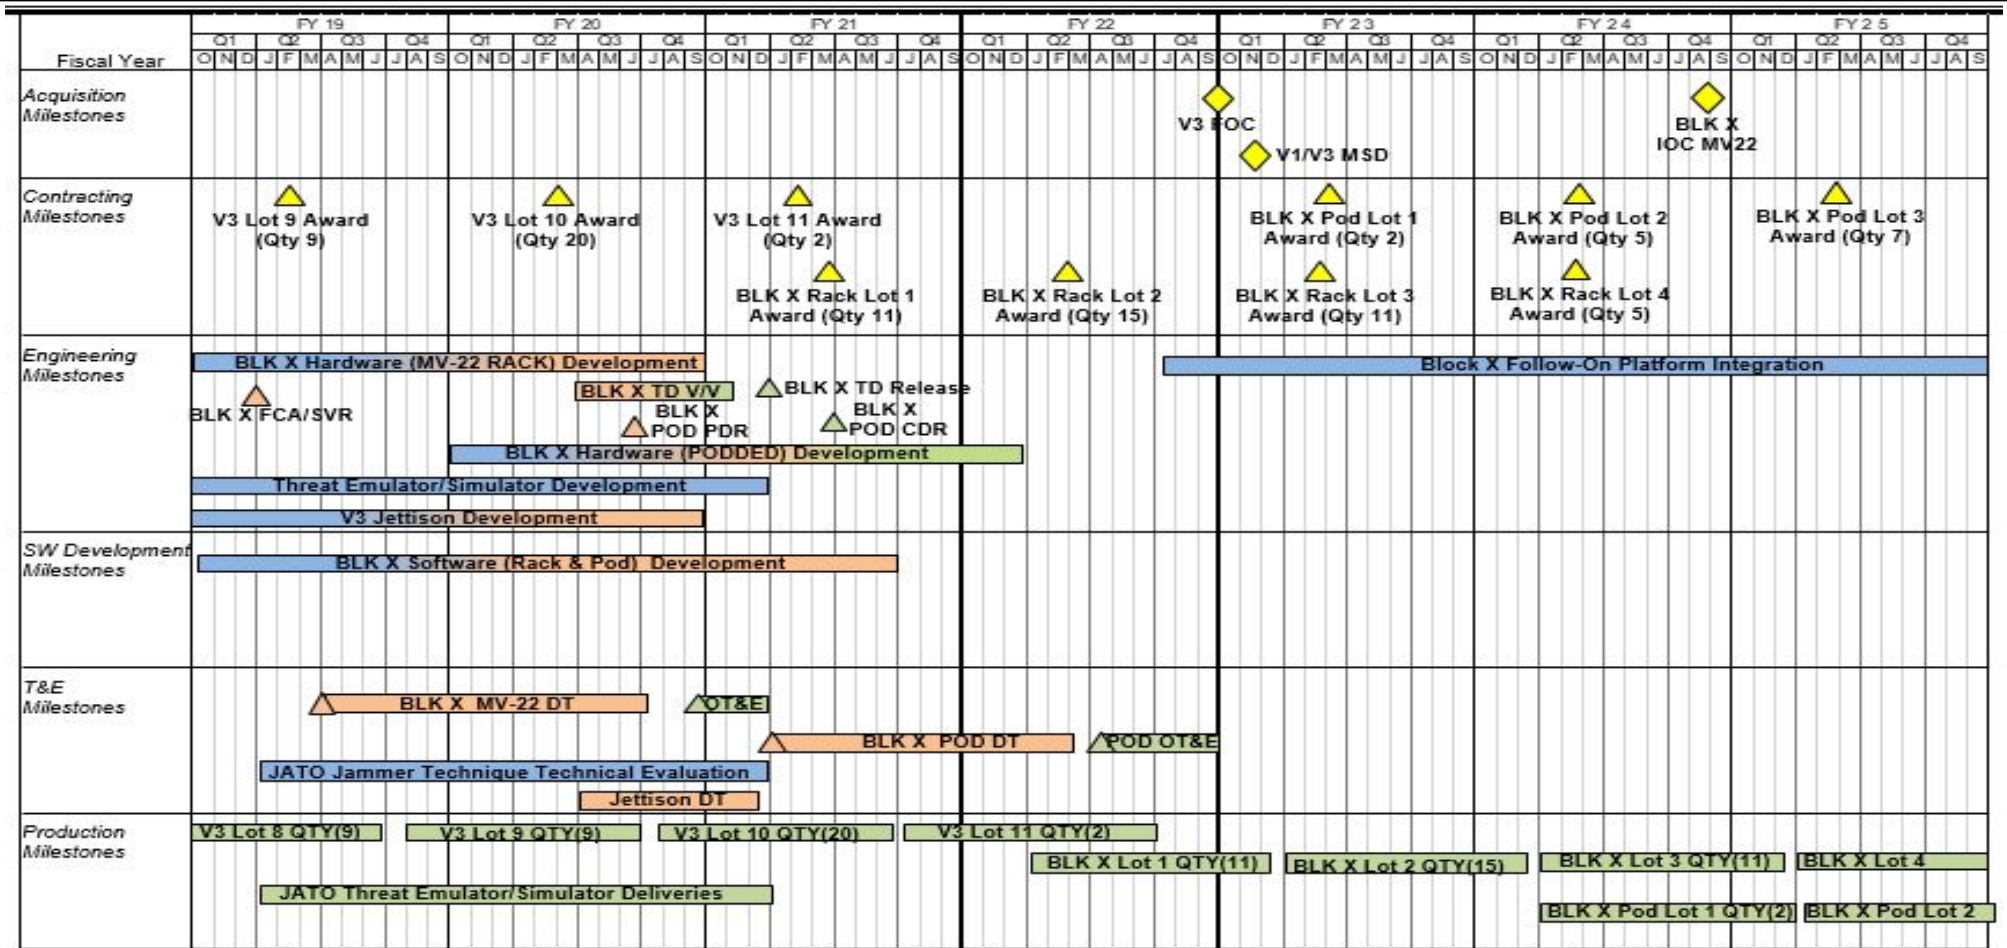 FY 19 FY 20 FY 21 FY 22 FY 23 FY 24 FY 25
Q1 Q2 Q3 Q4 Q1 Q2 Q3 Q4 Q1 Q2 Q3 Q4 Q1 Q2 Q3 Q4 Q1 Q2 Q3 Q4 Q1 Q2 Q3 Q4 Q1 Q2 Q3 Q4
Fiscal Year O N D J F M A M J J A S O N D J F M A M J J A S O N D J F M A M J J A S O N D J F M A M J J A S O N D J F M A M J J A S O N D J F M A M J J A S O N D J F M A M J J A S
Acquisition
Milestones
V3 FOC
V1/V3 MSD
BLK X
IOC MV22
Contracting
Milestones
V3 Lot 9 Award
(Qty 9)
V3 Lot 10 Award
(Qty 20)
V3 Lot 11 Award
(Qty 2)
BLK X Pod Lot 1
Award (Qty 2)
BLK X Pod Lot 2
Award (Qty 5)
BLK X Pod Lot 3
Award (Qty 7)
BLK X Rack Lot 1
Award (Qty 11)
BLK X Rack Lot 2
Award (Qty 15)
BLK X Rack Lot 3
Award (Qty 11)
BLK X Rack Lot 4
Award (Qty 5)
Engineering
Milestones
BLK X Hardware (MV-22 RACK) Development
Block X Follow-On Platform Integration
BLK X TD V/V
BLK X TD Release
BLK X FCA/SVR
BLK X
POD PDR
BLK X
POD CDR
BLK X Hardware (PODDED) Development
Threat Emulator/Simulator Development
V3 Jettison Development
SW Development
Milestones
BLK X Software (Rack & Pod) Development
T&E
Milestones
BLK X MV-22 DT
OT&E
BLK X POD DT
POD OT&E
JATO Jammer Technique Technical Evaluation
Jettison DT
Production
Milestones
V3 Lot 8 QTY(9)
V3 Lot 9 QTY(9)
V3 Lot 10 QTY(20)
V3 Lot 11 QTY(2)
BLK X Lot 1 QTY(11)
BLK X Lot 2 QTY(15)
BLK X Lot 3 QTY(11)
BLK X Lot 4
JATO Threat Emulator/Simulator Deliveries
BLK X Pod Lot 1 QTY(2)
BLK X Pod Lot 2